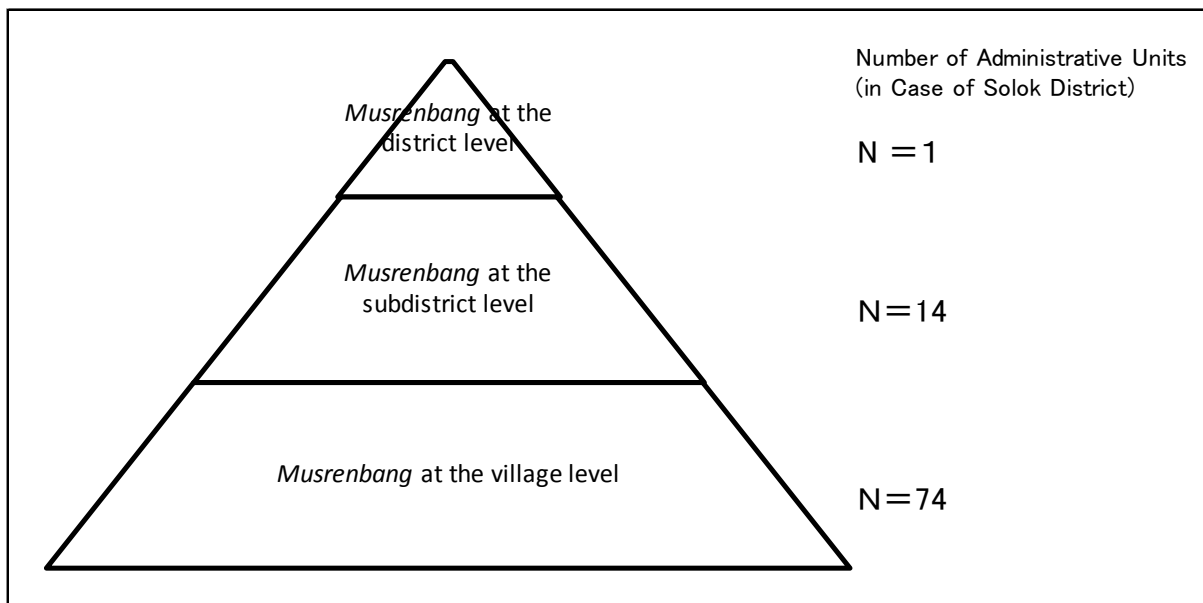 Number of Administrative Units
(in Case of Solok District)
Musrenbang at the
district level
N =1
Musrenbang at the
subdistrict level
N=14
Musrenbang at the village level
N=74